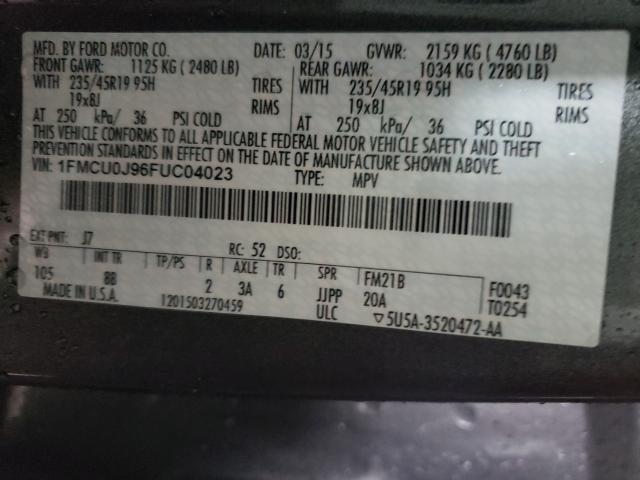 MFD. BY FORD MOTOR CO. DATE: 03/15 GVWR: 2159 KG ( 4760 LB)
FRONT GAWR: 1125 KG ( 2480 LB) REAR GAWR: 1034 KG ( 2280 LB)
WITH 235/45R19 95H TIRES WITH 235/45R19 95H TIRES
19x8J RIMS 19x8J RIMS
AT 250 kPa/ 36 PSI COLD AT 250 kPa/ 36 PSI COLD
THIS VEHICLE CONFORMS TO ALL APPLICABLE FEDERAL MOTOR VEHICLE SAFETY AND THEFT
PREVENTION STANDARDS IN EFFECT ON THE DATE OF MANUFACTURE SHOWN ABOVE.
VIN: 1FMCU0J96FUC04023 TYPE: MPV
EXT PNT: J7 RC: 52 DSO:
WB INT TR TP/PS R AXLE TR SPR FM21B F0043
105 8B 2 3A 6 JJPP 20A T0254
MADE IN U.S.A. 1201503270459 ULC ▽5U5A-3520472-AA